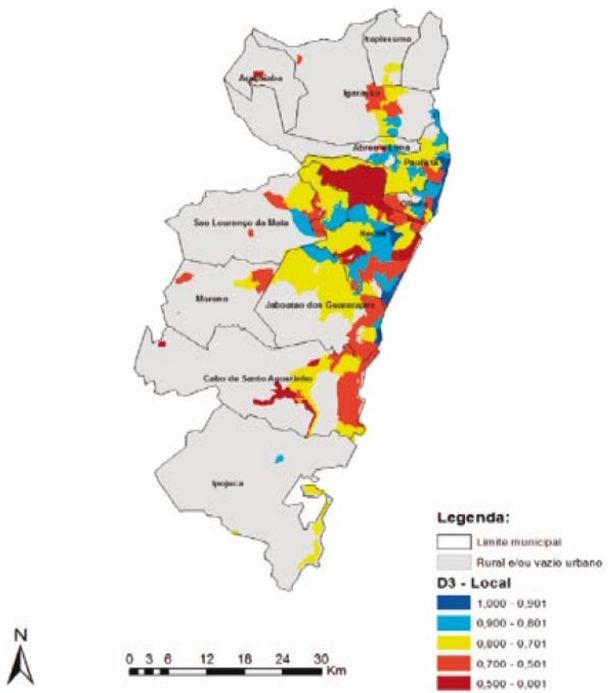 Itapissuma
Araçoiaba
Igarassu
Abreu e Lima
Paulista
Sao Lourenço da Mata
Recife
Moreno
Jaboatao dos Guararapes
Cabo de Santo Agostinho
Ipojuca
Legenda:
Limite municipal
Rural e/ou vazio urbano
D3 - Local
1,000 - 0,901
0,900 - 0,801
0,800 - 0,701
0,700 - 0,501
0,500 - 0,001
N
0 3 6 12 18 24 30
Km